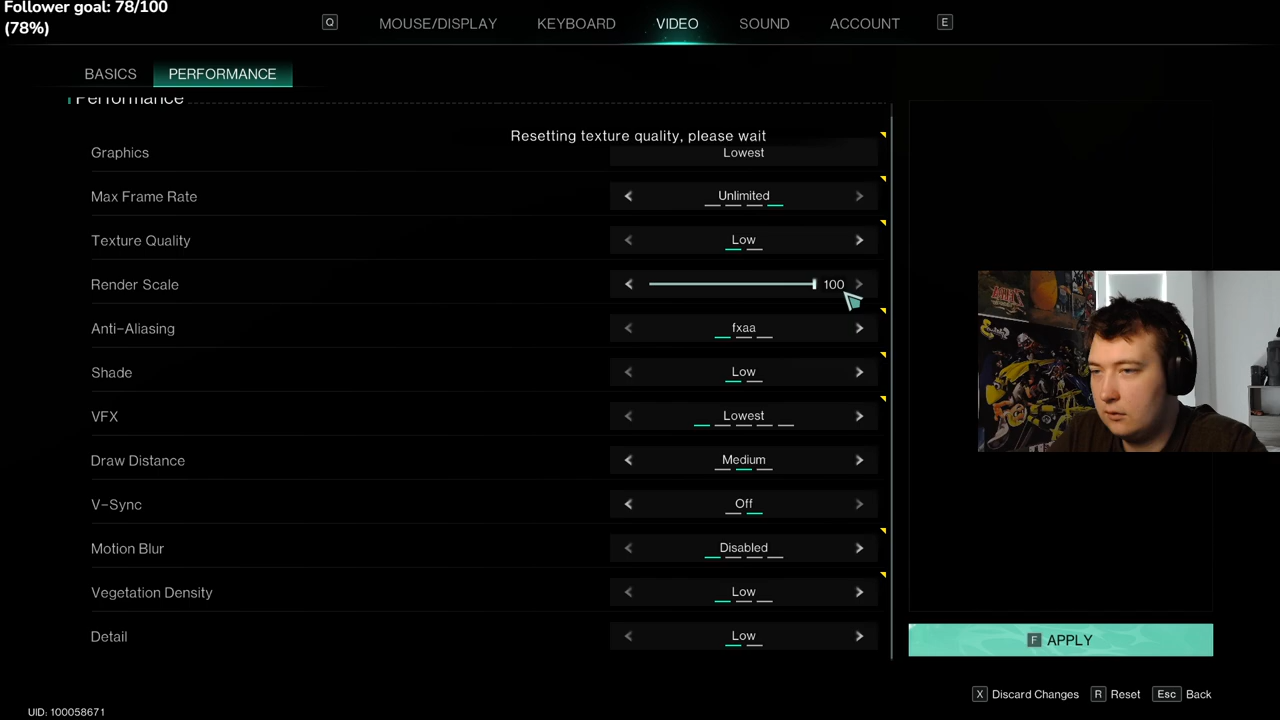 Follower goal: 78/100
(78%)
Q MOUSE/DISPLAY KEYBOARD VIDEO SOUND ACCOUNT E
BASICS PERFORMANCE
Performance
Resetting texture quality, please wait
Graphics Lowest
Max Frame Rate Unlimited
Texture Quality Low
Render Scale 100
Anti-Aliasing fxaa
Shade Low
VFX Lowest
Draw Distance Medium
V-Sync Off
Motion Blur Disabled
Vegetation Density Low
Detail Low
F APPLY
X Discard Changes R Reset Esc Back
UID: 100058671